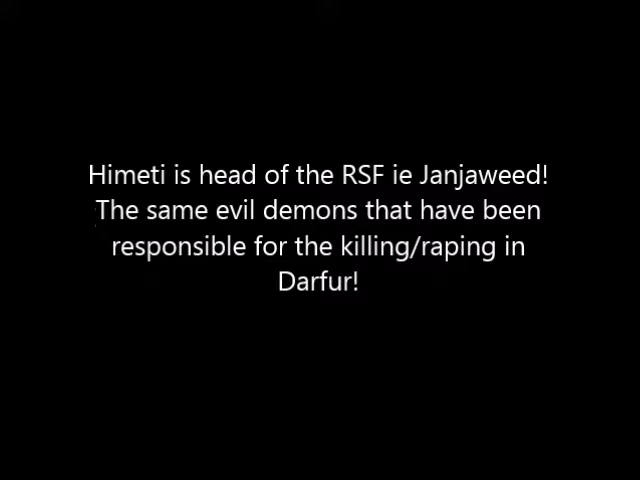 Himeti is head of the RSF ie Janjaweed!
The same evil demons that have been
responsible for the killing/raping in
Darfur!